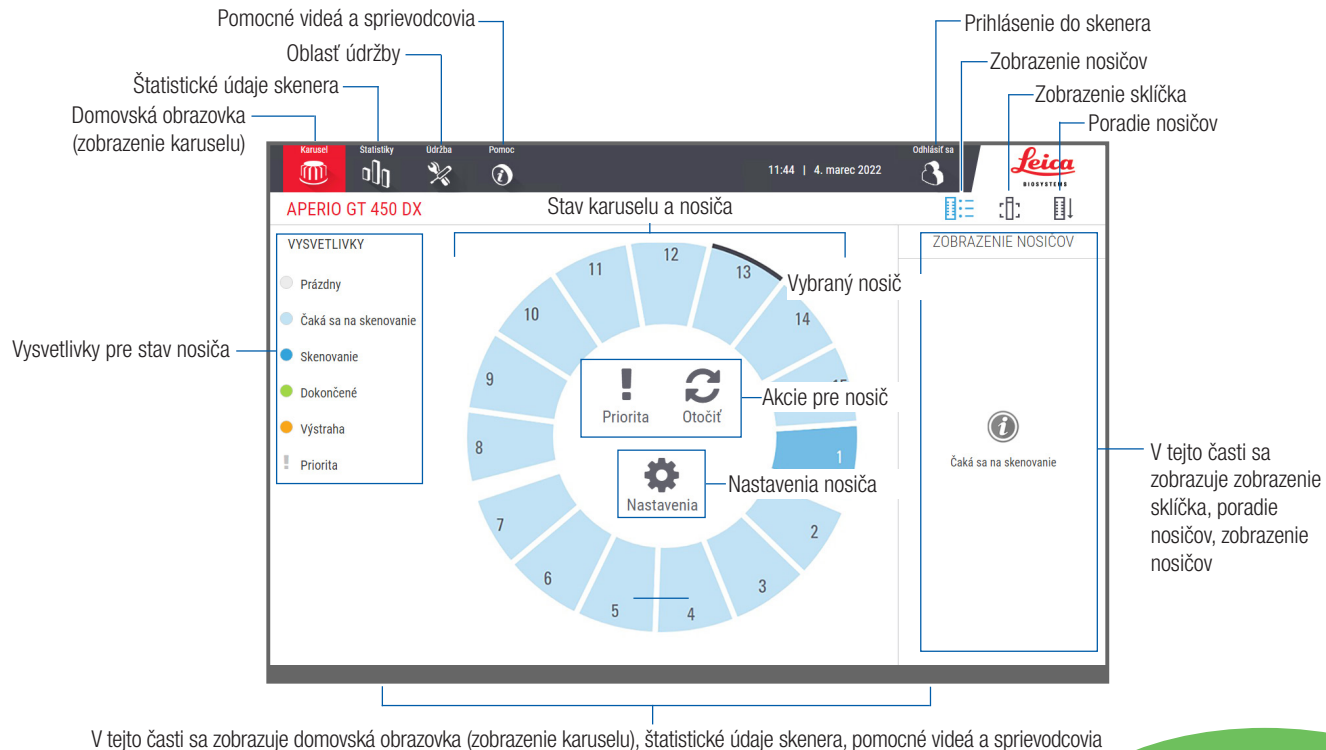 Pomocné videá a sprievodcovia
Oblasť údržby
Štatistické údaje skenera
Domovská obrazovka
(zobrazenie karuselu)
Prihlásenie do skenera
Zobrazenie nosičov
Zobrazenie sklíčka
Poradie nosičov
Karusel
Štatistiky
Údržba
Pomoc
11:44 | 4. marec 2022
Odhlásiť sa
Leica
BIOSYSTEMS
APERIO GT 450 DX
Stav karuselu a nosiča
VYSVETLIVKY
Prázdny
Čaká sa na skenovanie
Skenovanie
Dokončené
Výstraha
Priorita
Vysvetlivky pre stav nosiča
11
12
13
Vybraný nosič
10
14
9
15
8
1
7
2
6
3
5
4
Priorita
Otočiť
Akcie pre nosič
Nastavenia
Nastavenia nosiča
ZOBRAZENIE NOSIČOV
Čaká sa na skenovanie
V tejto časti sa
zobrazuje zobrazenie
sklíčka, poradie
nosičov, zobrazenie
nosičov
V tejto časti sa zobrazuje domovská obrazovka (zobrazenie karuselu), štatistické údaje skenera, pomocné videá a sprievodcovia